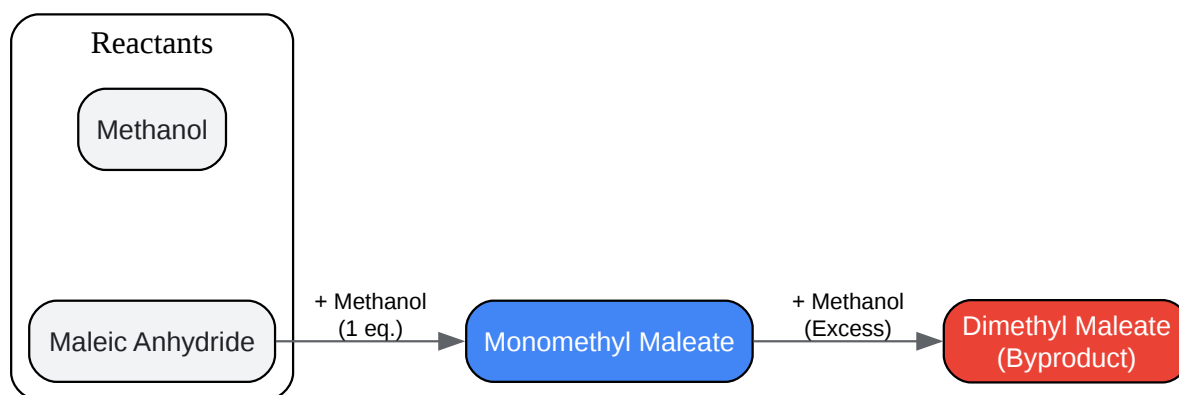 Reactants
Methanol
Maleic Anhydride
+ Methanol
(1 eq.)
Monomethyl Maleate
+ Methanol
(Excess)
Dimethyl Maleate
(Byproduct)